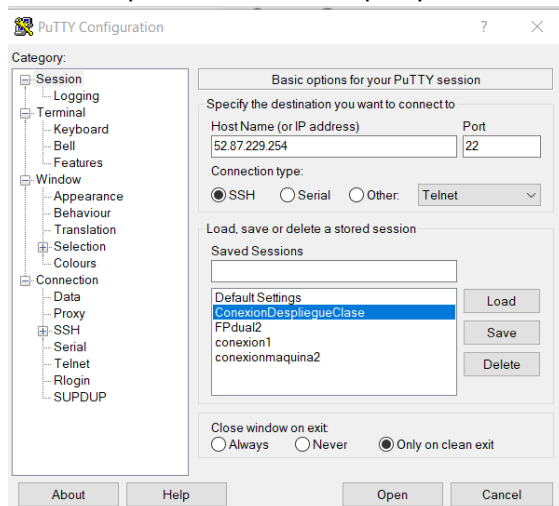 PuTTY Configuration ? ×
Category:
Session
Logging
Terminal
Keyboard
Bell
Features
Window
Appearance
Behaviour
Translation
Selection
Colours
Connection
Data
Proxy
SSH
Serial
Telnet
Rlogin
SUPDUP
Basic options for your PuTTY session
Specify the destination you want to connect to
Host Name (or IP address) Port
52.87.229.254 22
Connection type:
SSH Serial Other: Telnet
Load, save or delete a stored session
Saved Sessions
Default Settings
ConexionDespliegueClase
FPdual2
conexion1
conexionmaquina2
Load
Save
Delete
Close window on exit:
Always Never Only on clean exit
About Help Open Cancel